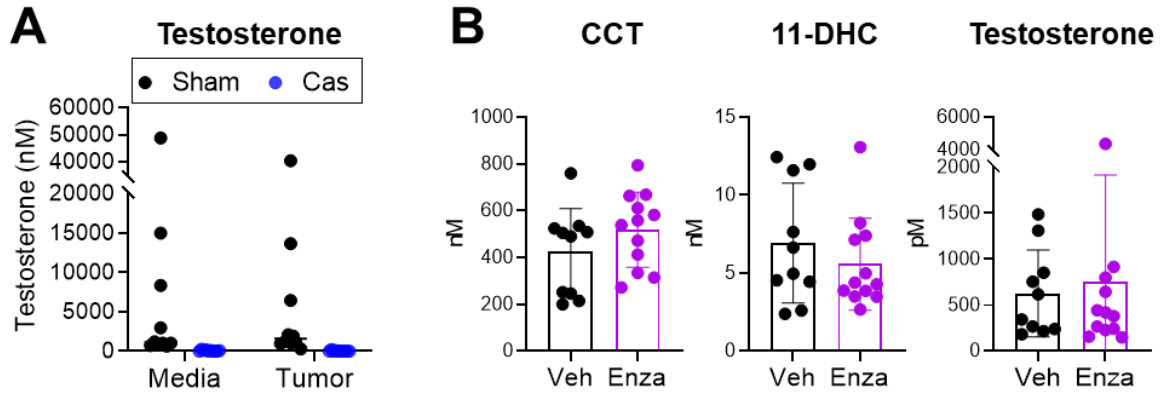 A
Testosterone
Sham
Cas
Testosterone (nM)
60000
50000
40000
20000
15000
10000
5000
0
Media
Tumor
B
CCT
nM
1000
800
600
400
200
0
Veh
Enza
11-DHC
nM
15
10
5
0
Veh
Enza
Testosterone
pM
6000
4000
2000
1500
1000
500
0
Veh
Enza